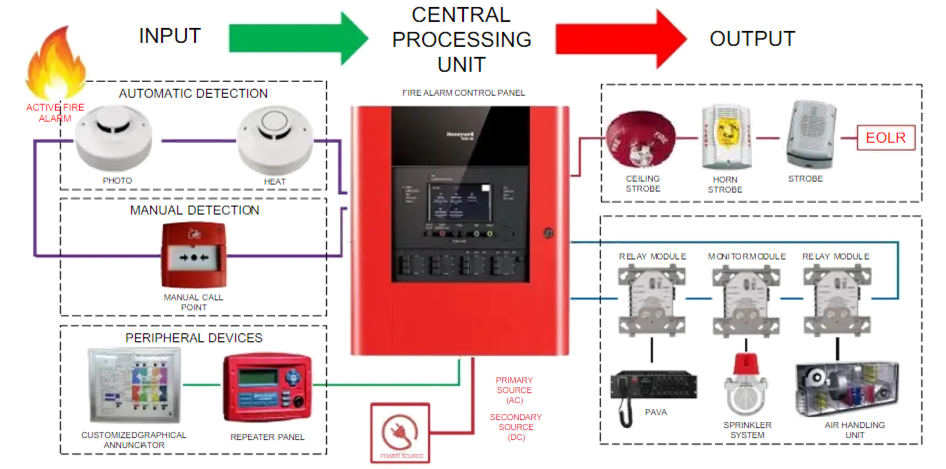 INPUT
CENTRAL
PROCESSING
UNIT
OUTPUT
ACTIVE FIRE
ALARM
AUTOMATIC DETECTION
PHOTO
HEAT
MANUAL DETECTION
MANUAL CALL
POINT
PERIPHERAL DEVICES
CUSTOMIZEDGRAPHICAL
ANNUNCIATOR
REPEATER PANEL
FIRE ALARM CONTROL PANEL
Honeywell
PRIMARY
SOURCE
(AC)
SECONDARY
SOURCE
(DC)
POWER SOURCE
FIRE
FIRE
EOLR
CEILING
STROBE
HORN
STROBE
STROBE
RELAY MODULE
MONITOR MODULE
RELAY MODULE
PAVA
SPRINKLER
SYSTEM
AIR HANDLING
UNIT